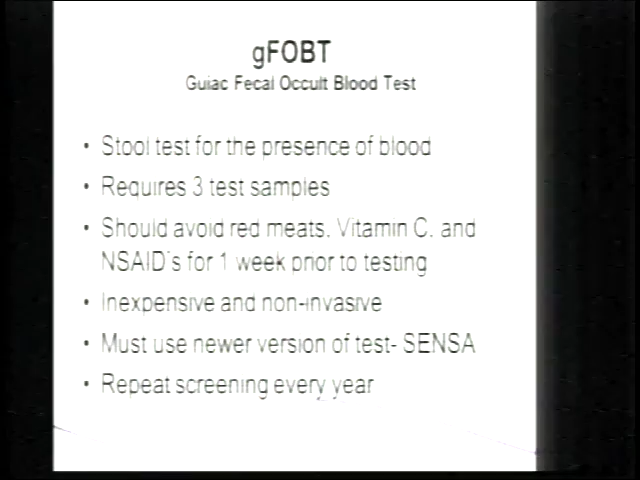 gFOBT
Guiac Fecal Occult Blood Test
• Stool test for the presence of blood
• Requires 3 test samples
• Should avoid red meats, Vitamin C, and
NSAID's for 1 week prior to testing
• Inexpensive and non-invasive
• Must use newer version of test- SENSA
• Repeat screening every year